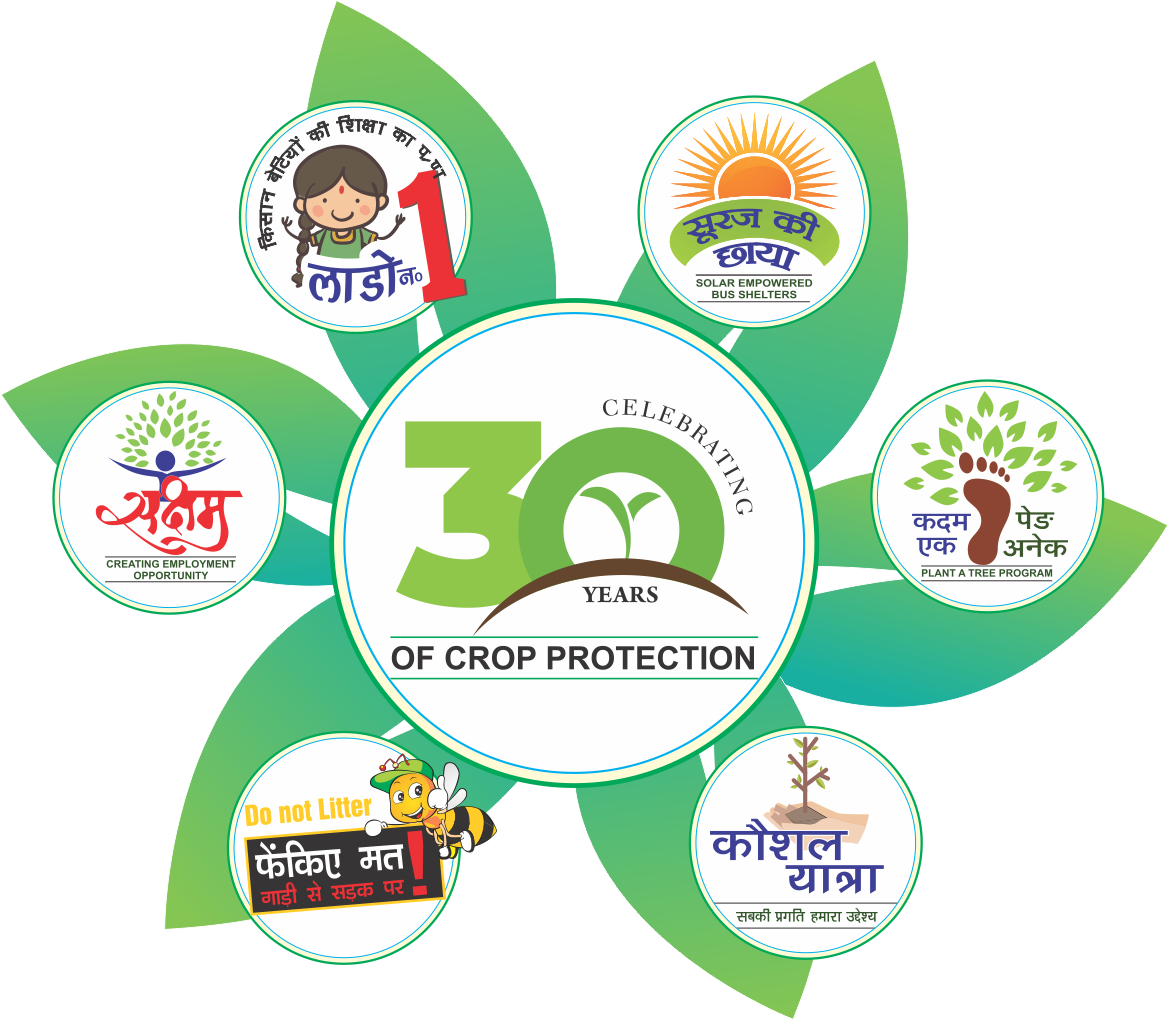 किसान बेटियों की शिक्षा का प्रण
लाडो न० 1
सूरज की
छाया
SOLAR EMPOWERED
BUS SHELTERS
सक्षम
CREATING EMPLOYMENT
OPPORTUNITY
CELEBRATING
30
YEARS
OF CROP PROTECTION
कदम
एक
पेङ
अनेक
PLANT A TREE PROGRAM
Do not Litter
फेंकिए मत !
गाड़ी से सड़क पर
कौशल
यात्रा
सबकी प्रगति हमारा उद्देश्य